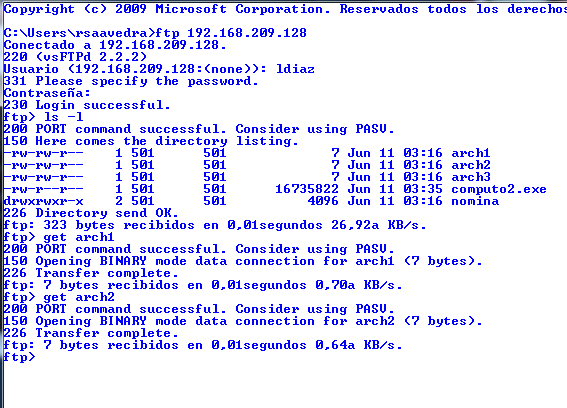 Copyright (c) 2009 Microsoft Corporation. Reservados todos los derechos
C:\Users\rsaavedra>ftp 192.168.209.128
Conectado a 192.168.209.128.
220 (vsFTPd 2.2.2)
Usuario (192.168.209.128:(none)): ldiaz
331 Please specify the password.
Contraseña:
230 Login successful.
ftp> ls -l
200 PORT command successful. Consider using PASV.
150 Here comes the directory listing.
-rw-rw-r-- 1 501 501 7 Jun 11 03:16 arch1
-rw-rw-r-- 1 501 501 7 Jun 11 03:16 arch2
-rw-rw-r-- 1 501 501 7 Jun 11 03:16 arch3
-rw-r--r-- 1 501 501 16735822 Jun 11 03:35 computo2.exe
drwxrwxr-x 2 501 501 4096 Jun 11 03:16 nomina
226 Directory send OK.
ftp: 323 bytes recibidos en 0,01segundos 26,92a KB/s.
ftp> get arch1
200 PORT command successful. Consider using PASV.
150 Opening BINARY mode data connection for arch1 (7 bytes).
226 Transfer complete.
ftp: 7 bytes recibidos en 0,01segundos 0,70a KB/s.
ftp> get arch2
200 PORT command successful. Consider using PASV.
150 Opening BINARY mode data connection for arch2 (7 bytes).
226 Transfer complete.
ftp: 7 bytes recibidos en 0,01segundos 0,64a KB/s.
ftp>